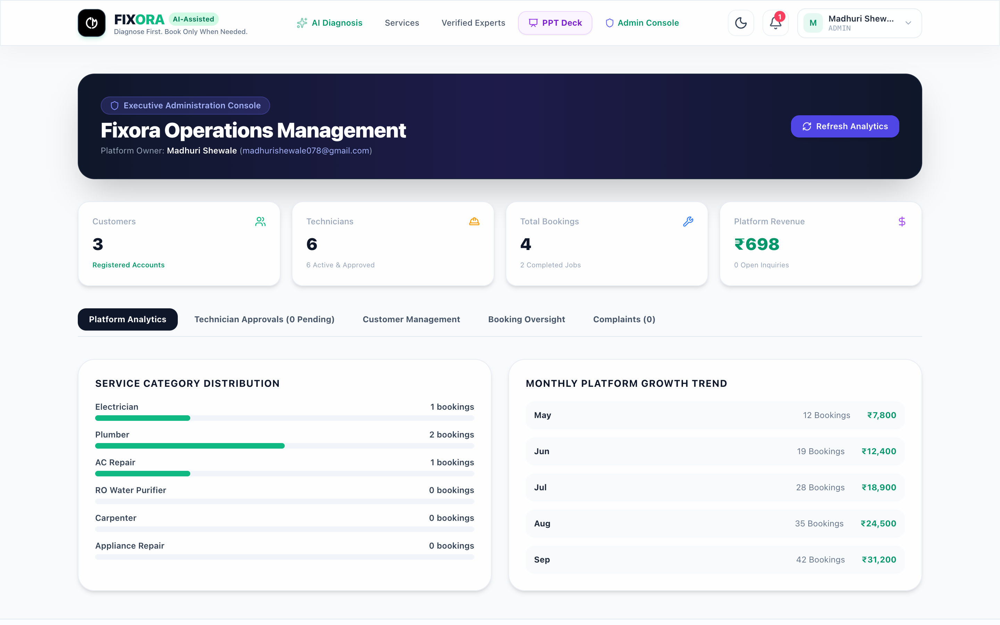 FIXORA AI-Assisted
Diagnose First. Book Only When Needed.
AI Diagnosis
Services
Verified Experts
PPT Deck
Admin Console
1
M
Madhuri Shew...
ADMIN
Executive Administration Console
Fixora Operations Management
Platform Owner: Madhuri Shewale (madhurishewale078@gmail.com)
Refresh Analytics
Customers
3
Registered Accounts
Technicians
6
6 Active & Approved
Total Bookings
4
2 Completed Jobs
Platform Revenue
₹698
0 Open Inquiries
Platform Analytics
Technician Approvals (0 Pending)
Customer Management
Booking Oversight
Complaints (0)
SERVICE CATEGORY DISTRIBUTION
Electrician 1 bookings
Plumber 2 bookings
AC Repair 1 bookings
RO Water Purifier 0 bookings
Carpenter 0 bookings
Appliance Repair 0 bookings
MONTHLY PLATFORM GROWTH TREND
May 12 Bookings ₹7,800
Jun 19 Bookings ₹12,400
Jul 28 Bookings ₹18,900
Aug 35 Bookings ₹24,500
Sep 42 Bookings ₹31,200